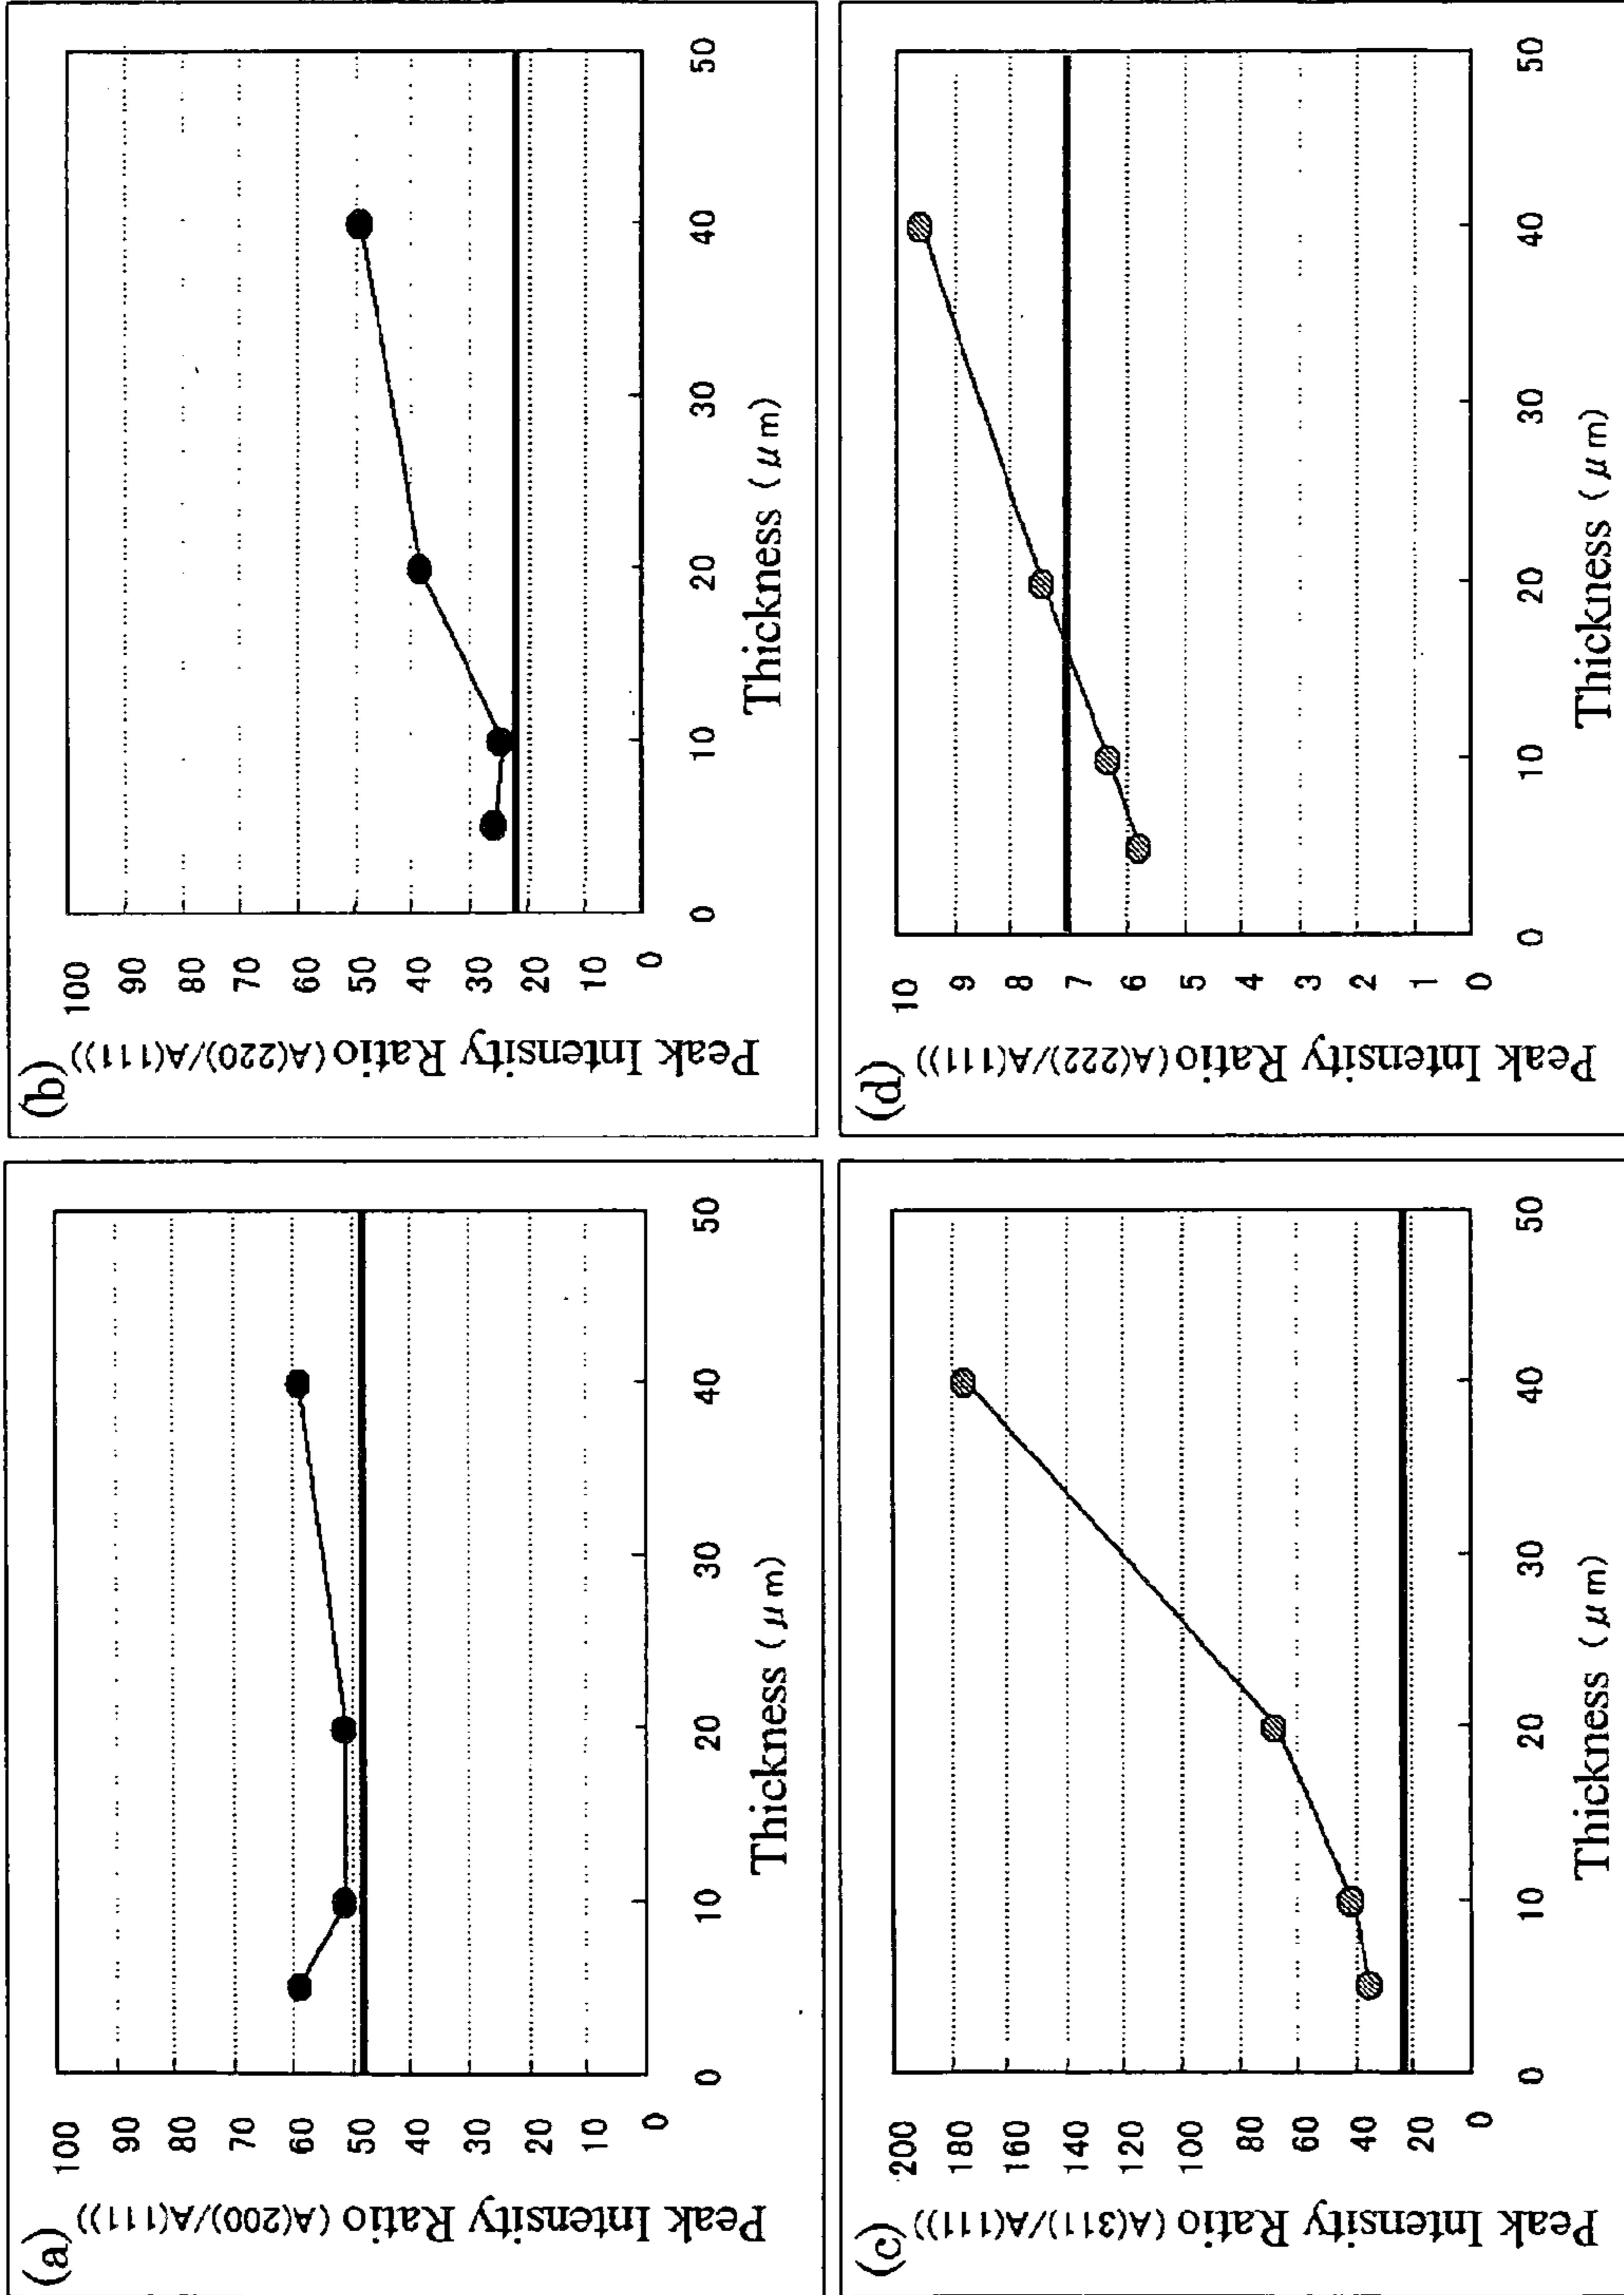 (a)
Peak Intensity Ratio (A(200)/A(111))
100
90
80
70
60
50
40
30
20
10
0
0 10 20 30 40 50
Thickness (μm)
(b)
Peak Intensity Ratio (A(220)/A(111))
100
90
80
70
60
50
40
30
20
10
0
0 10 20 30 40 50
Thickness (μm)
(c)
Peak Intensity Ratio (A(311)/A(111))
200
180
160
140
120
100
80
60
40
20
0
0 10 20 30 40 50
Thickness (μm)
(d)
Peak Intensity Ratio (A(222)/A(111))
10
9
8
7
6
5
4
3
2
1
0
0 10 20 30 40 50
Thickness (μm)